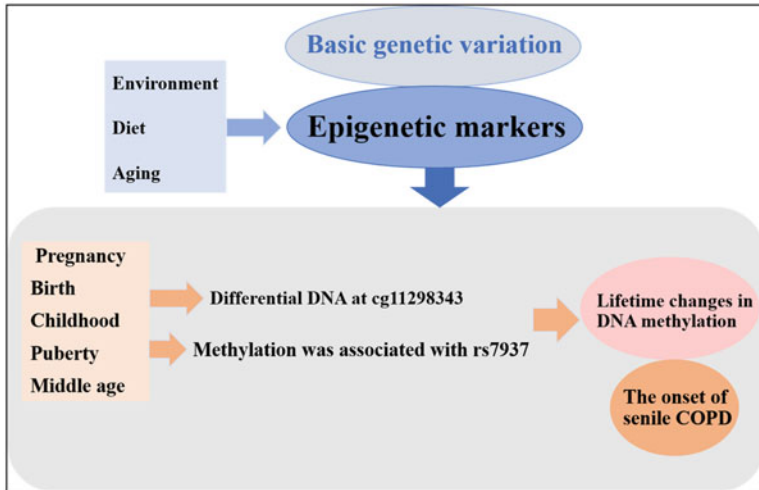 Basic genetic variation
Environment
Diet
Aging
Epigenetic markers
Pregnancy
Birth
Childhood
Puberty
Middle age
Differential DNA at cg11298343
Methylation was associated with rs7937
Lifetime changes in
DNA methylation
The onset of
senile COPD